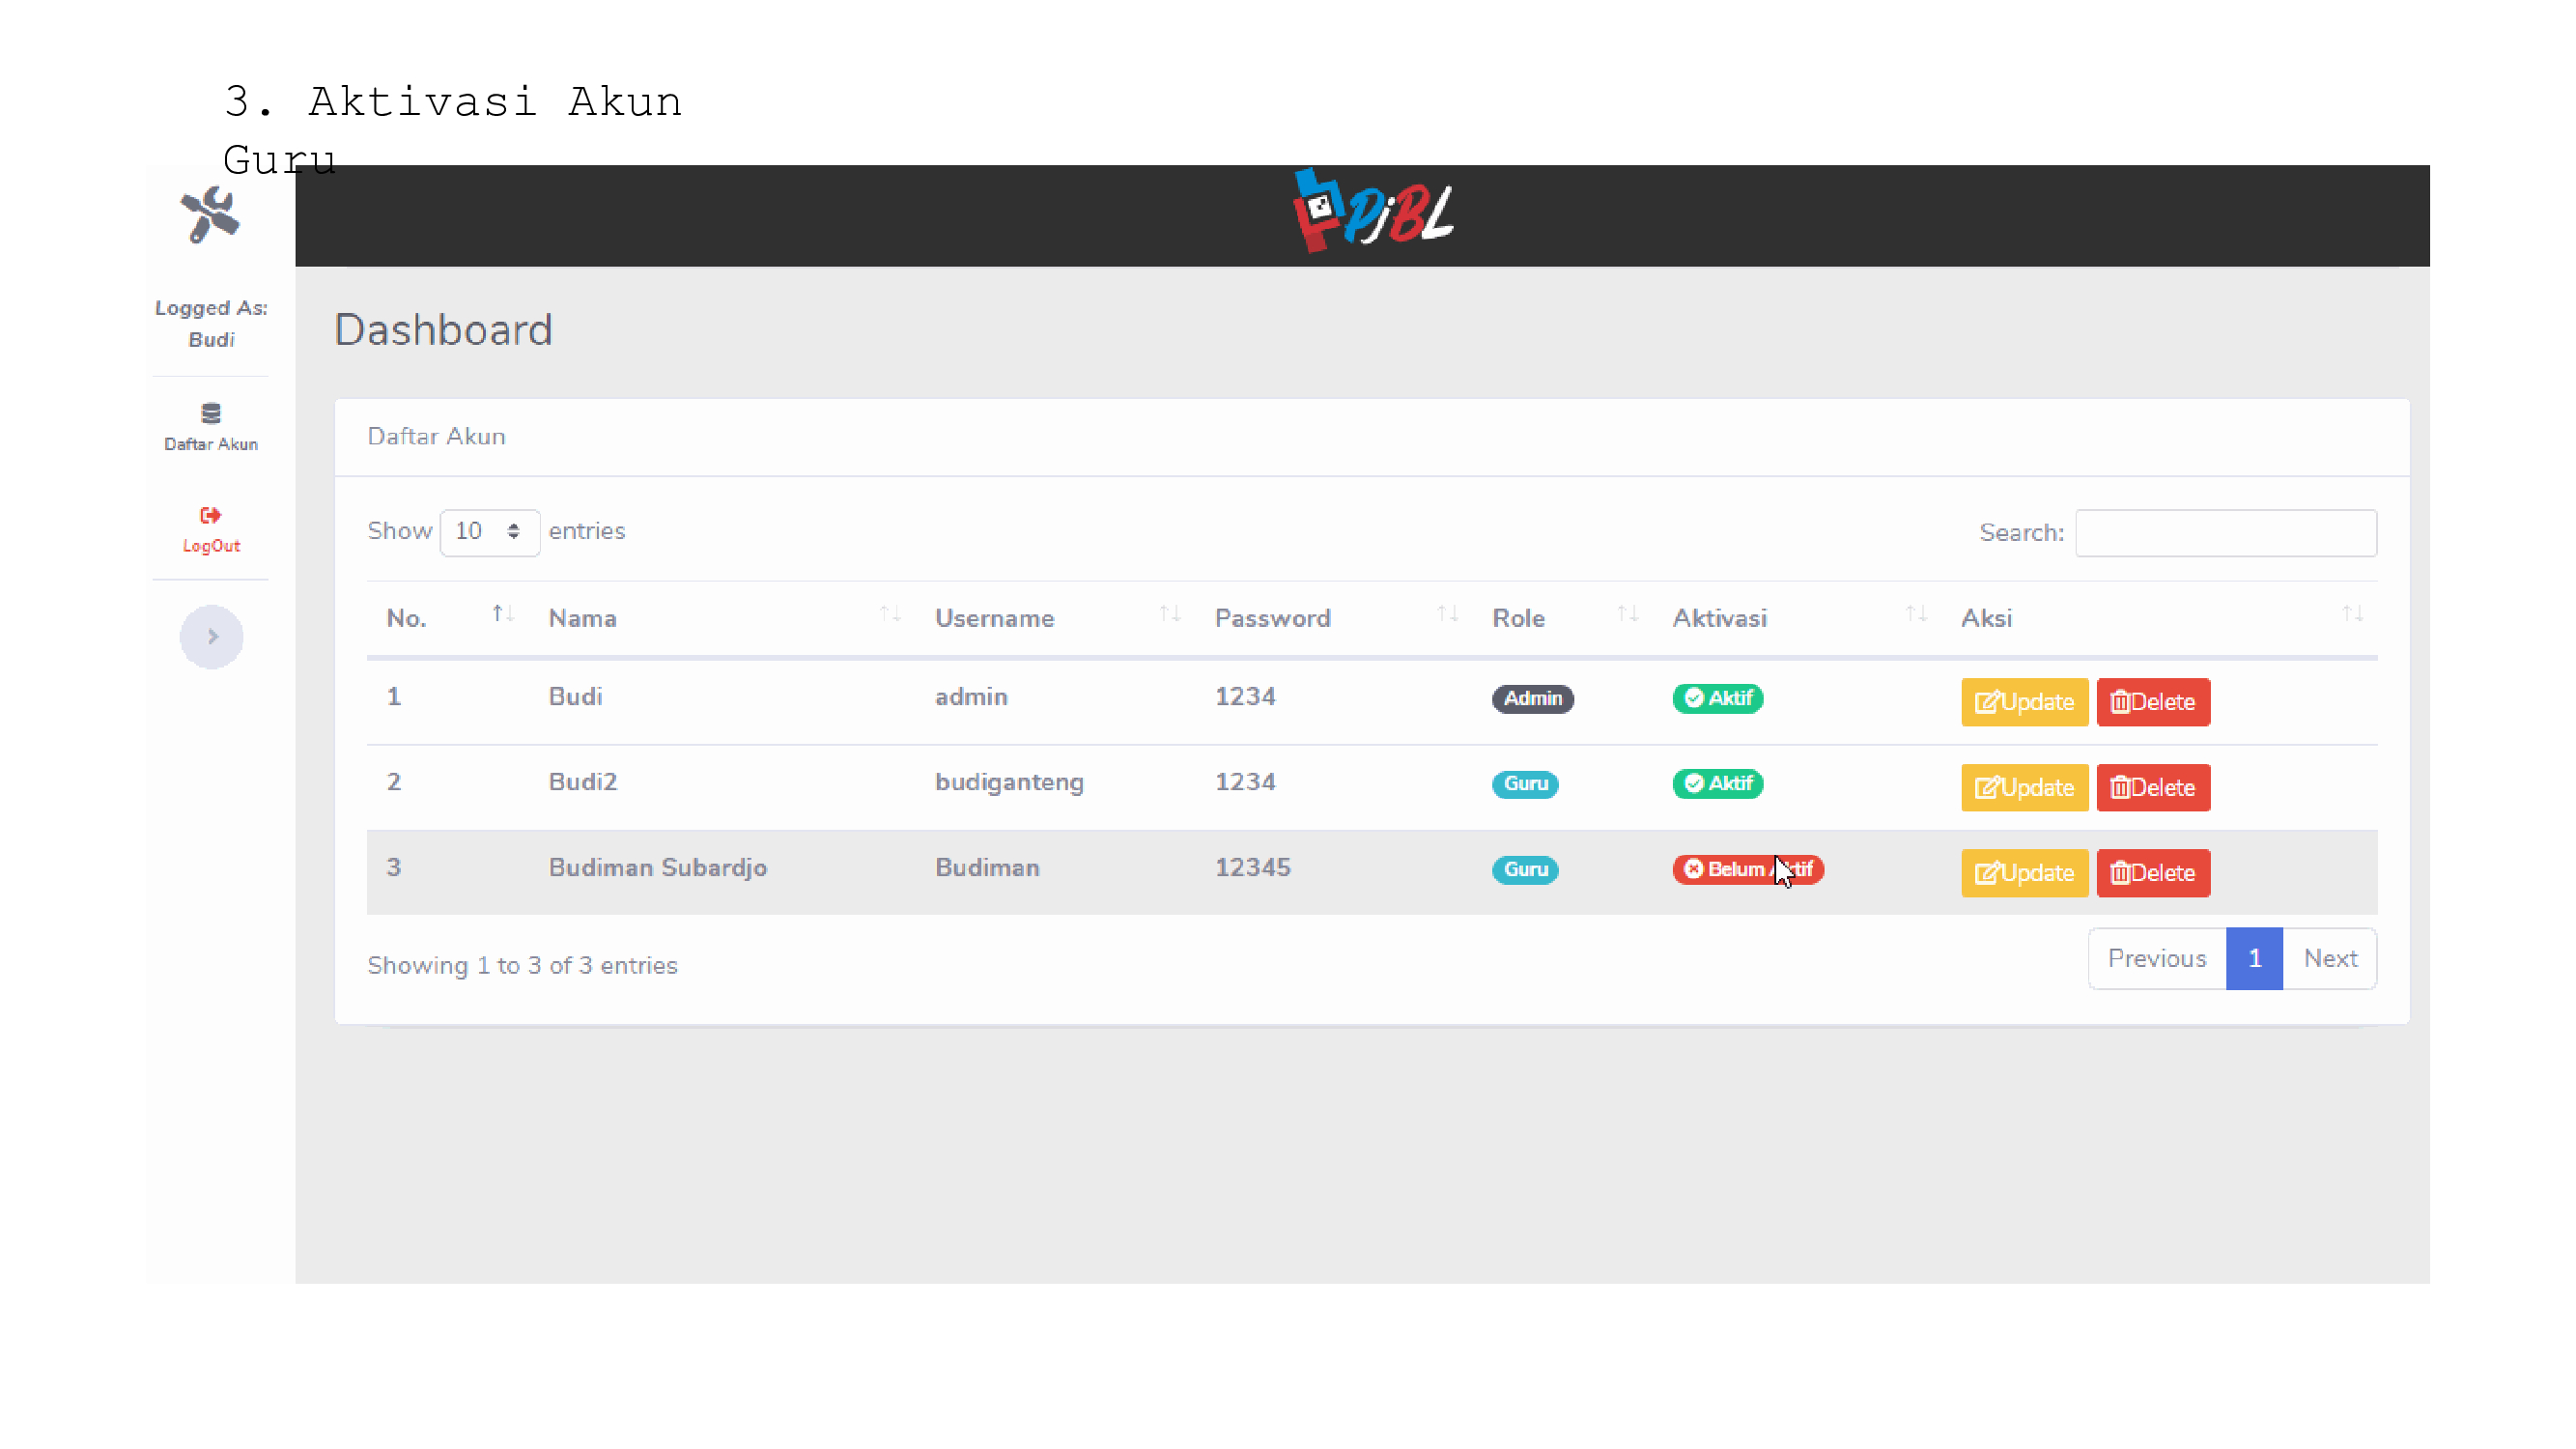 3. Aktivasi Akun
Guru
PjBL
Logged As:
Budi
Daftar Akun
LogOut
Dashboard
Daftar Akun
Show 10 entries
Search:
No. Nama Username Password Role Aktivasi Aksi
1 Budi admin 1234 Admin Aktif Update Delete
2 Budi2 budiganteng 1234 Guru Aktif Update Delete
3 Budiman Subardjo Budiman 12345 Guru Belum Aktif Update Delete
Showing 1 to 3 of 3 entries
Previous 1 Next